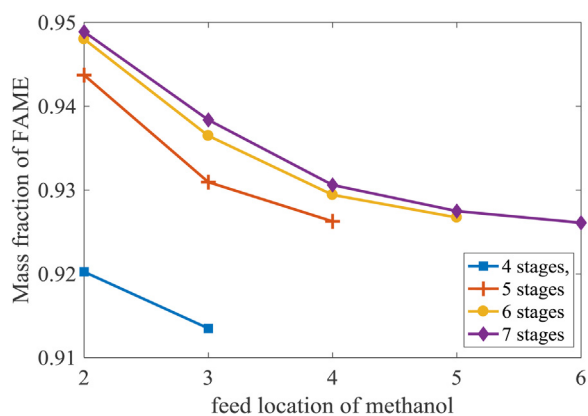 0.95
0.94
0.93
0.92
0.91
Mass fraction of FAME
2 3 4 5 6
feed location of methanol
4 stages,
5 stages
6 stages
7 stages